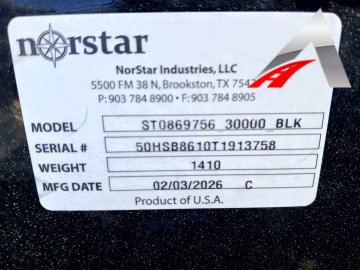 norstar
NorStar Industries, LLC
5500 FM 38 N, Brookston, TX
P: 903 784 8900 • F: 903 784 8905
MODEL ST0869756_30000_BLK
SERIAL # 50HSB8610T1913758
WEIGHT 1410
MFG DATE 02/03/2026 C
Product of U.S.A.